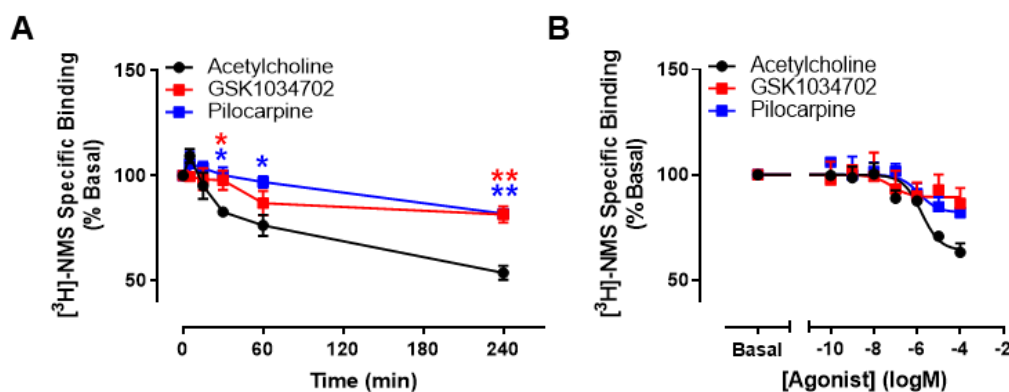 A
Acetylcholine
GSK1034702
Pilocarpine
[³H]-NMS Specific Binding
(% Basal)
150
100
50
*
*
*
**
**
0
60
120
180
240
Time (min)
B
Acetylcholine
GSK1034702
Pilocarpine
[³H]-NMS Specific Binding
(% Basal)
150
100
50
Basal
-10
-8
-6
-4
-2
[Agonist] (logM)